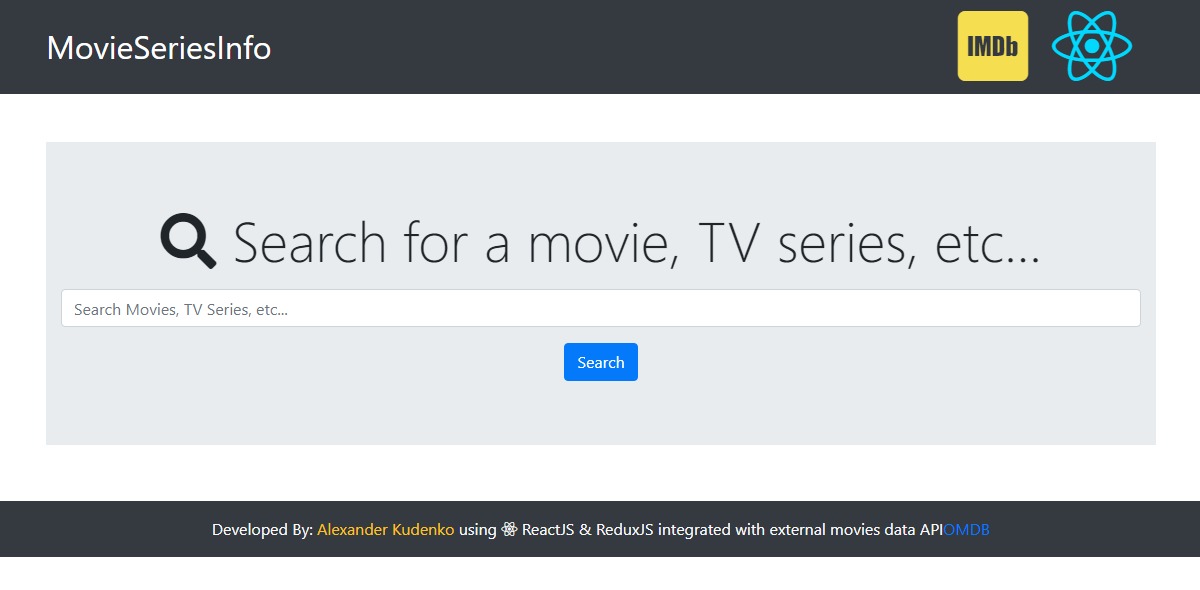 MovieSeriesInfo
IMDb
Search for a movie, TV series, etc...
Search Movies, TV Series, etc...
Search
Developed By: Alexander Kudenko using ReactJS & ReduxJS integrated with external movies data APIOMDB